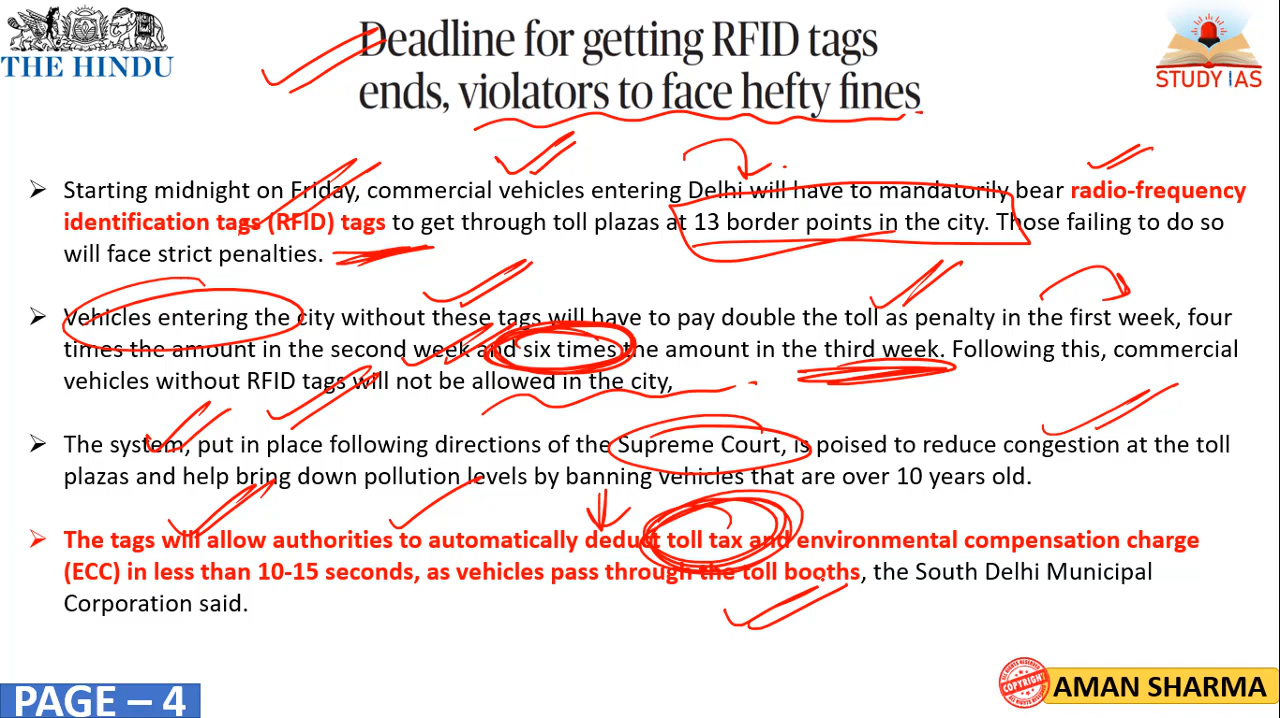 THE HINDU
Deadline for getting RFID tags
ends, violators to face hefty fines
STUDY IAS
➢ Starting midnight on Friday, commercial vehicles entering Delhi will have to mandatorily bear radio-frequency
identification tags (RFID) tags to get through toll plazas at 13 border points in the city. Those failing to do so
will face strict penalties.
➢ Vehicles entering the city without these tags will have to pay double the toll as penalty in the first week, four
times the amount in the second week and six times the amount in the third week. Following this, commercial
vehicles without RFID tags will not be allowed in the city,
➢ The system, put in place following directions of the Supreme Court, is poised to reduce congestion at the toll
plazas and help bring down pollution levels by banning vehicles that are over 10 years old.
➢ The tags will allow authorities to automatically deduct toll tax and environmental compensation charge
(ECC) in less than 10-15 seconds, as vehicles pass through the toll booths, the South Delhi Municipal
Corporation said.
PAGE – 4
COPYRIGHT
AMAN SHARMA